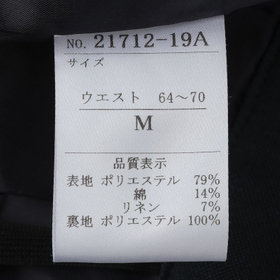 NO. 21712-19A
サイズ
ウエスト 64〜70
M
品質表示
表地 ポリエステル 79%
綿 14%
リネン 7%
裏地 ポリエステル 100%